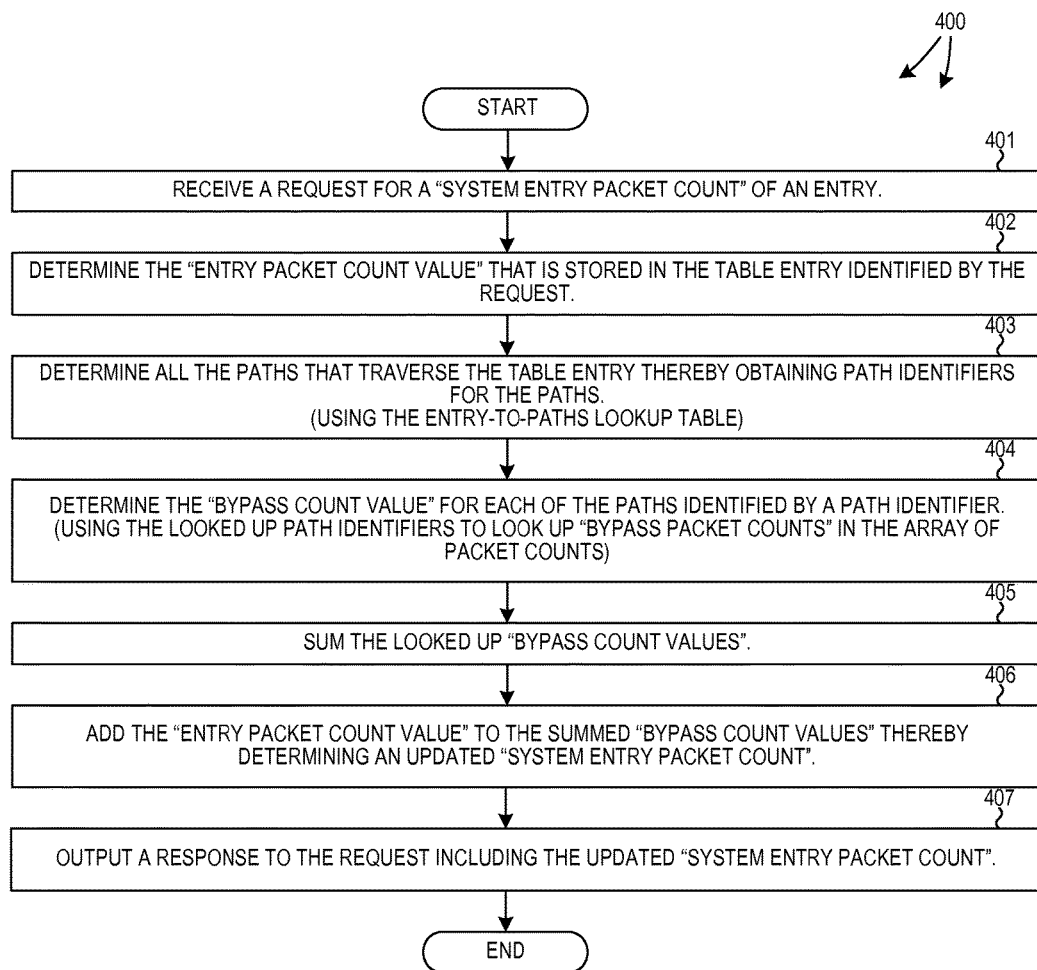 400
START
401
RECEIVE A REQUEST FOR A “SYSTEM ENTRY PACKET COUNT” OF AN ENTRY.
402
DETERMINE THE “ENTRY PACKET COUNT VALUE” THAT IS STORED IN THE TABLE ENTRY IDENTIFIED BY THE
REQUEST.
403
DETERMINE ALL THE PATHS THAT TRAVERSE THE TABLE ENTRY THEREBY OBTAINING PATH IDENTIFIERS
FOR THE PATHS.
(USING THE ENTRY-TO-PATHS LOOKUP TABLE)
404
DETERMINE THE “BYPASS COUNT VALUE” FOR EACH OF THE PATHS IDENTIFIED BY A PATH IDENTIFIER.
(USING THE LOOKED UP PATH IDENTIFIERS TO LOOK UP “BYPASS PACKET COUNTS” IN THE ARRAY OF
PACKET COUNTS)
405
SUM THE LOOKED UP “BYPASS COUNT VALUES”.
406
ADD THE “ENTRY PACKET COUNT VALUE” TO THE SUMMED “BYPASS COUNT VALUES” THEREBY
DETERMINING AN UPDATED “SYSTEM ENTRY PACKET COUNT”.
407
OUTPUT A RESPONSE TO THE REQUEST INCLUDING THE UPDATED “SYSTEM ENTRY PACKET COUNT”.
END